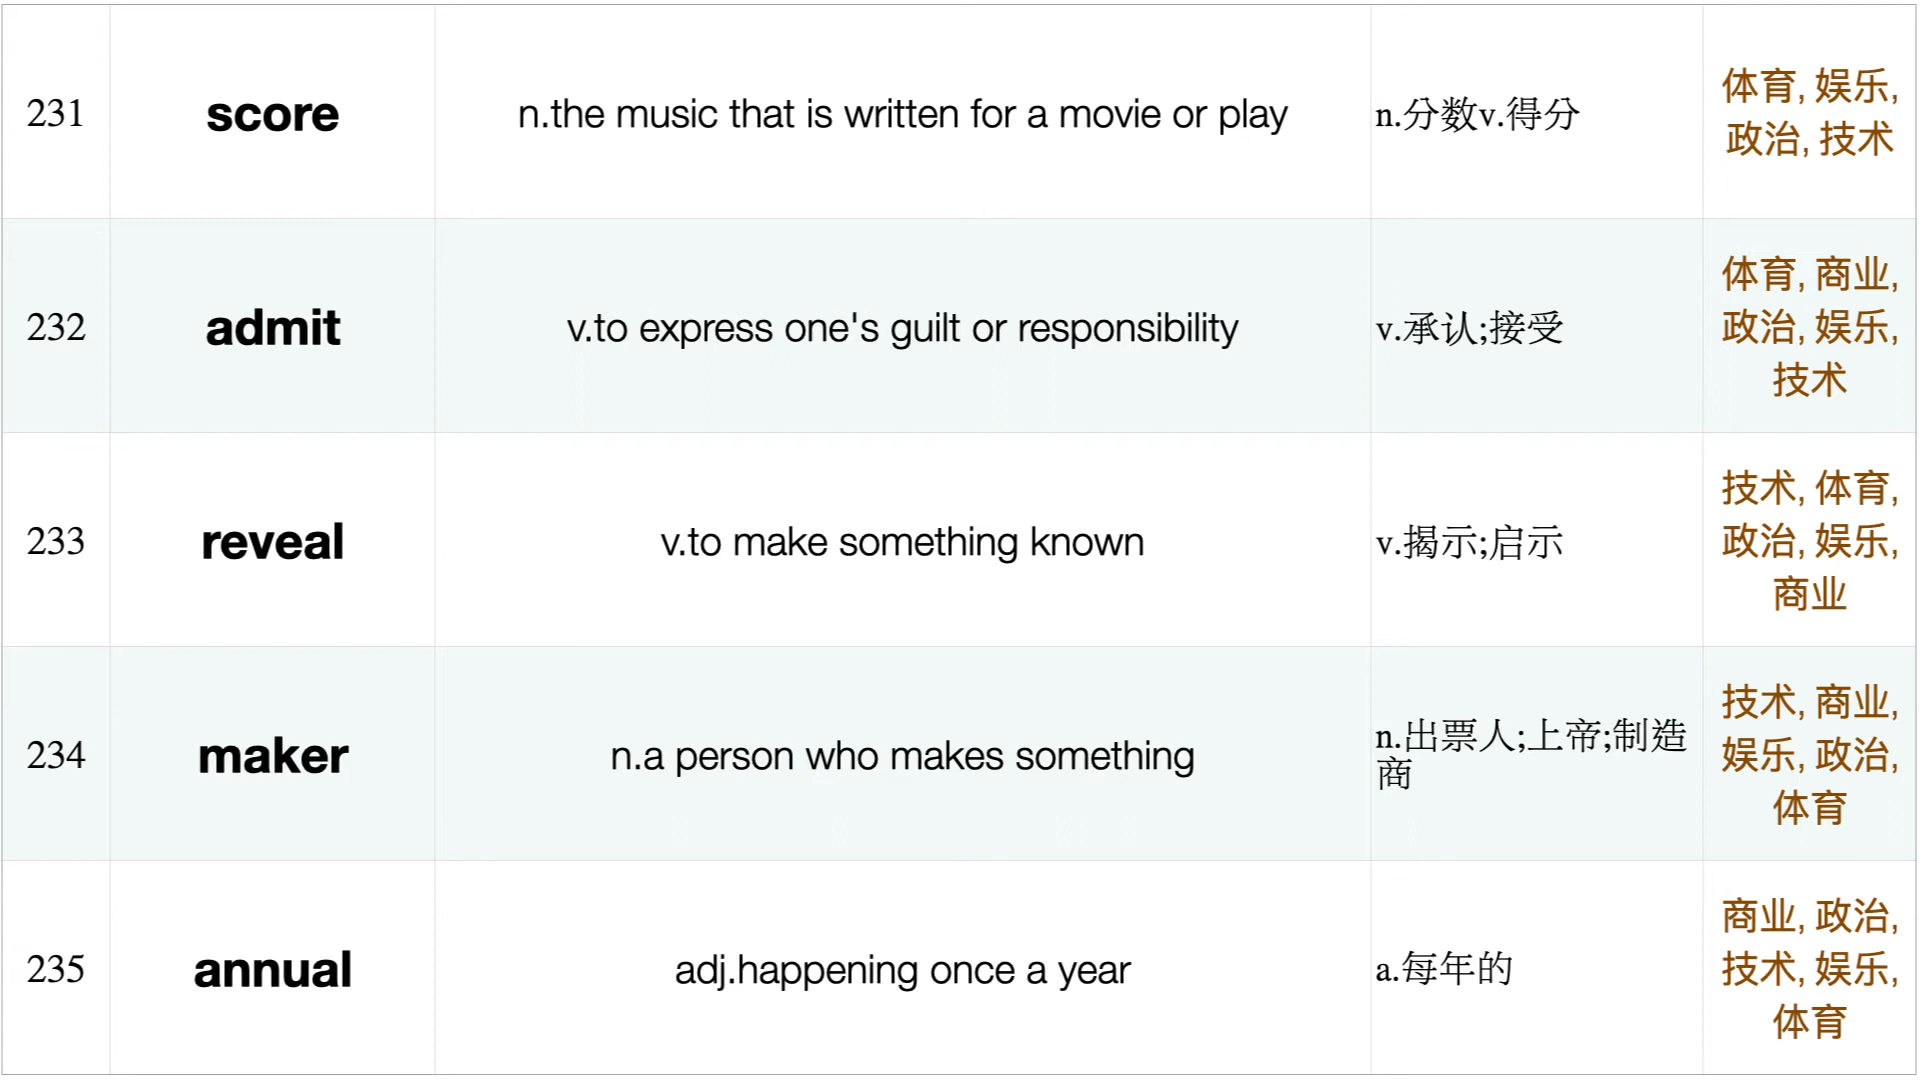 231 score n.the music that is written for a movie or play n.分数v.得分 体育, 娱乐,
政治, 技术
232 admit v.to express one's guilt or responsibility v.承认;接受 体育, 商业,
政治, 娱乐,
技术
233 reveal v.to make something known v.揭示;启示 技术, 体育,
政治, 娱乐,
商业
234 maker n.a person who makes something n.出票人;上帝;制造
商 技术, 商业,
娱乐, 政治,
体育
235 annual adj.happening once a year a.每年的 商业, 政治,
技术, 娱乐,
体育